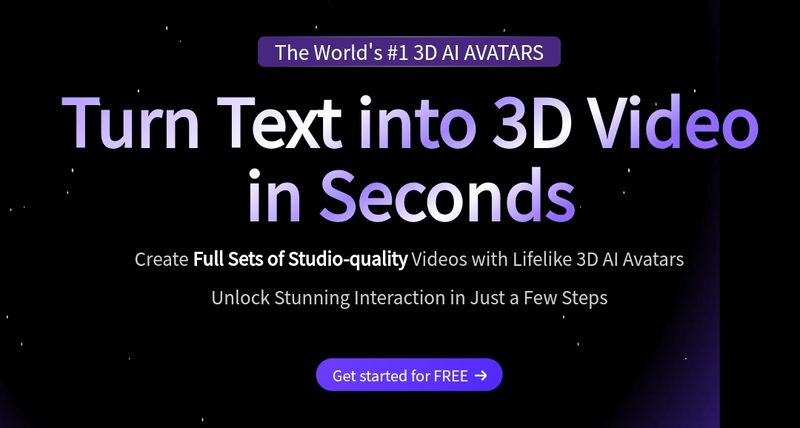 The World's #1 3D AI AVATARS
Turn Text into 3D Video
in Seconds
Create Full Sets of Studio-quality Videos with Lifelike 3D AI Avatars
Unlock Stunning Interaction in Just a Few Steps
Get started for FREE →